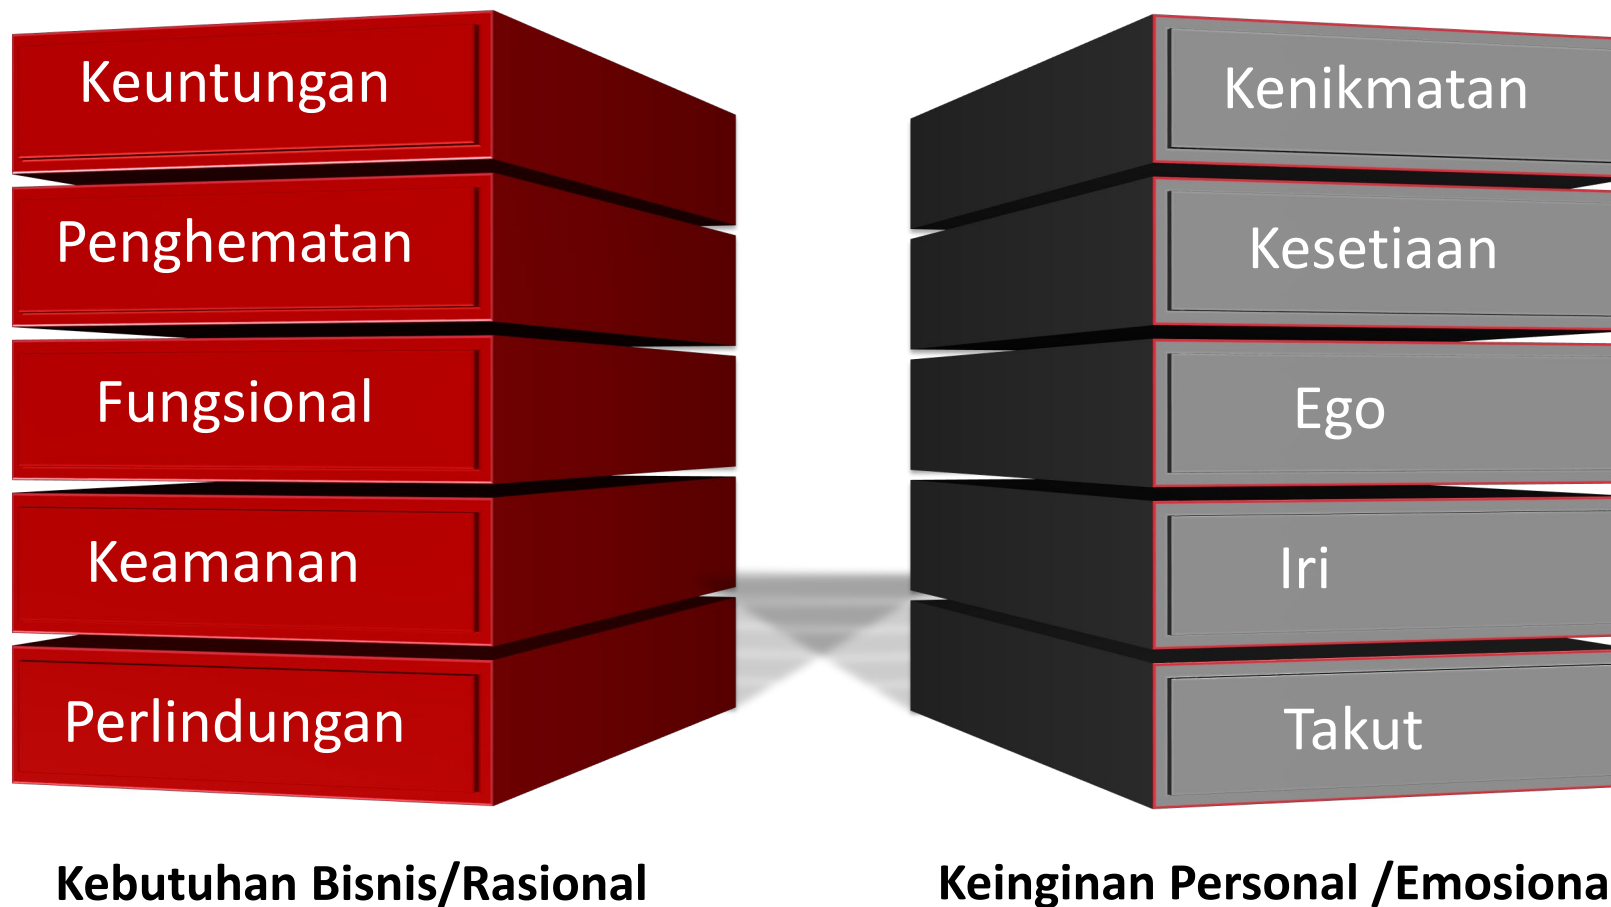 Keuntungan
Penghematan
Fungsional
Keamanan
Perlindungan
Kebutuhan Bisnis/Rasional
Kenikmatan
Kesetiaan
Ego
Iri
Takut
Keinginan Personal /Emosiona